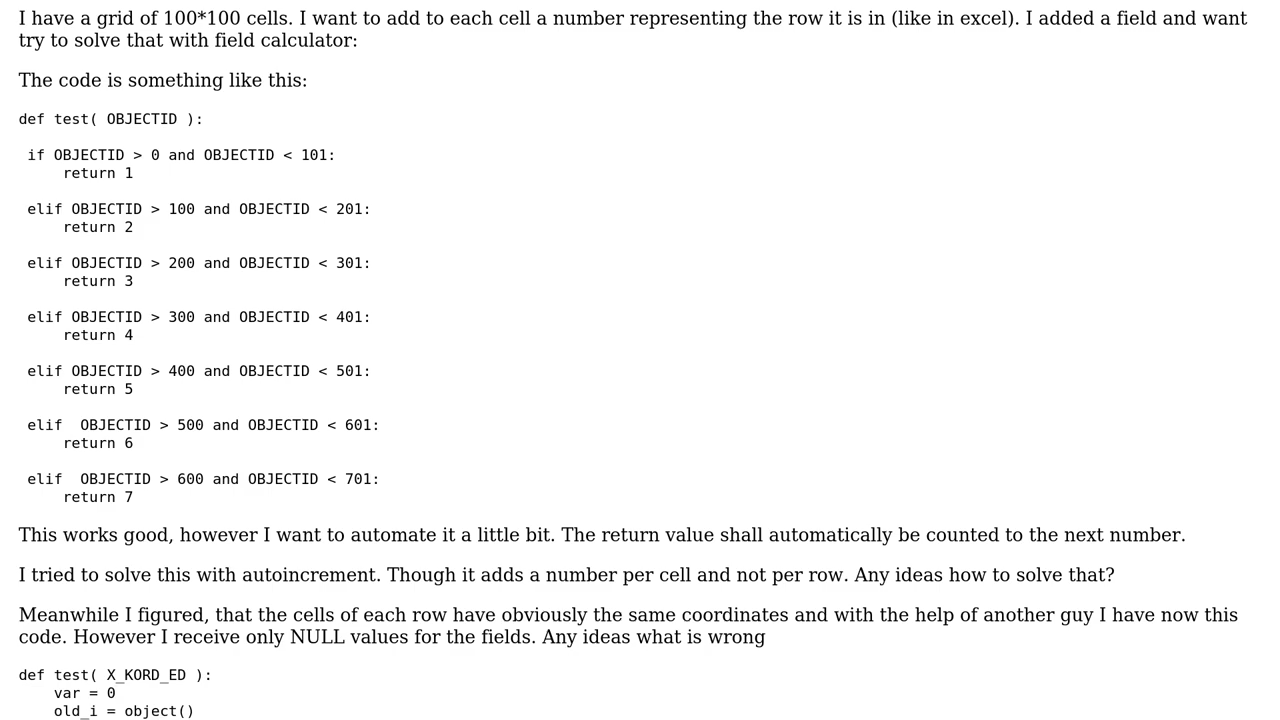 I have a grid of 100*100 cells. I want to add to each cell a number representing the row it is in (like in excel). I added a field and want
try to solve that with field calculator:
The code is something like this:
def test( OBJECTID ):
if OBJECTID > 0 and OBJECTID < 101:
return 1
elif OBJECTID > 100 and OBJECTID < 201:
return 2
elif OBJECTID > 200 and OBJECTID < 301:
return 3
elif OBJECTID > 300 and OBJECTID < 401:
return 4
elif OBJECTID > 400 and OBJECTID < 501:
return 5
elif  OBJECTID > 500 and OBJECTID < 601:
return 6
elif  OBJECTID > 600 and OBJECTID < 701:
return 7
This works good, however I want to automate it a little bit. The return value shall automatically be counted to the next number.
I tried to solve this with autoincrement. Though it adds a number per cell and not per row. Any ideas how to solve that?
Meanwhile I figured, that the cells of each row have obviously the same coordinates and with the help of another guy I have now this
code. However I receive only NULL values for the fields. Any ideas what is wrong
def test( X_KORD_ED ):
var = 0
old_i = object()